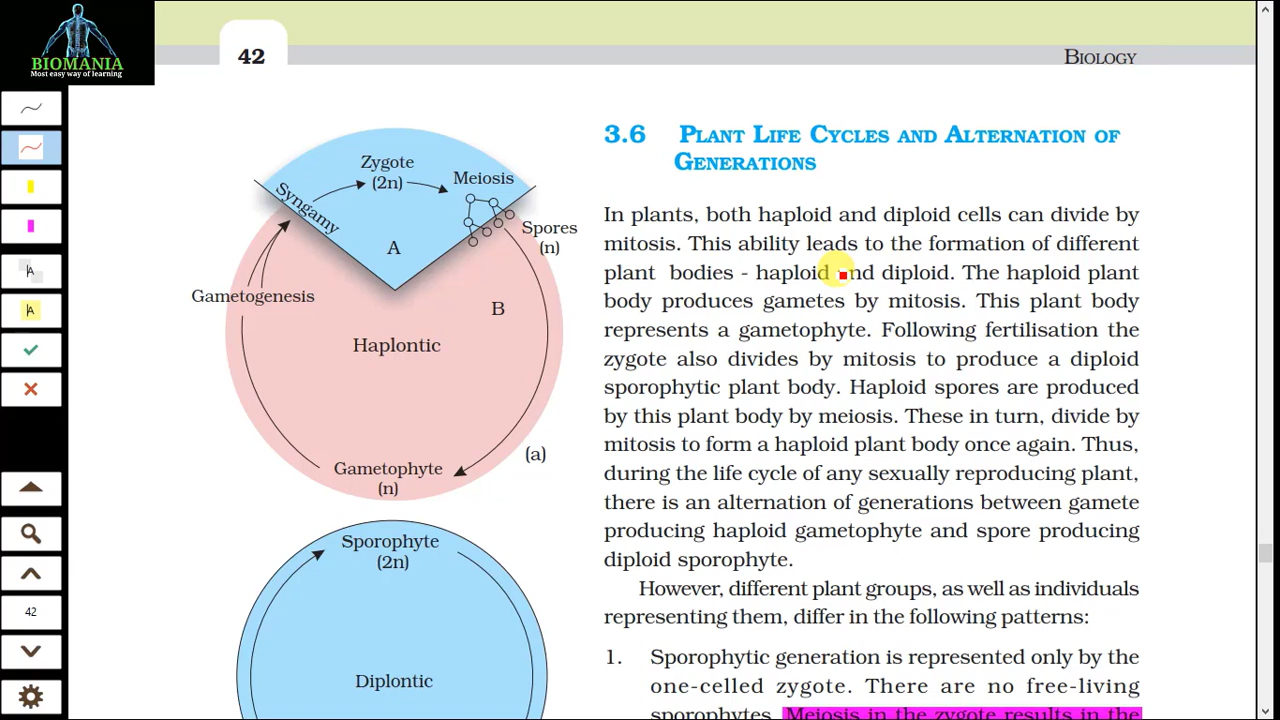 BIOMANIA
Most easy way of learning
42
BIOLOGY
Zygote
(2n)
Meiosis
Syngamy
Spores
(n)
A
Gametogenesis
B
Haplontic
Gametophyte
(n)
(a)
Sporophyte
(2n)
Diplontic
3.6 PLANT LIFE CYCLES AND ALTERNATION OF
GENERATIONS
In plants, both haploid and diploid cells can divide by
mitosis. This ability leads to the formation of different
plant bodies - haploid and diploid. The haploid plant
body produces gametes by mitosis. This plant body
represents a gametophyte. Following fertilisation the
zygote also divides by mitosis to produce a diploid
sporophytic plant body. Haploid spores are produced
by this plant body by meiosis. These in turn, divide by
mitosis to form a haploid plant body once again. Thus,
during the life cycle of any sexually reproducing plant,
there is an alternation of generations between gamete
producing haploid gametophyte and spore producing
diploid sporophyte.
However, different plant groups, as well as individuals
representing them, differ in the following patterns:
1. Sporophytic generation is represented only by the
one-celled zygote. There are no free-living
sporophytes. Meiosis in the zygote results in the
A
A
42